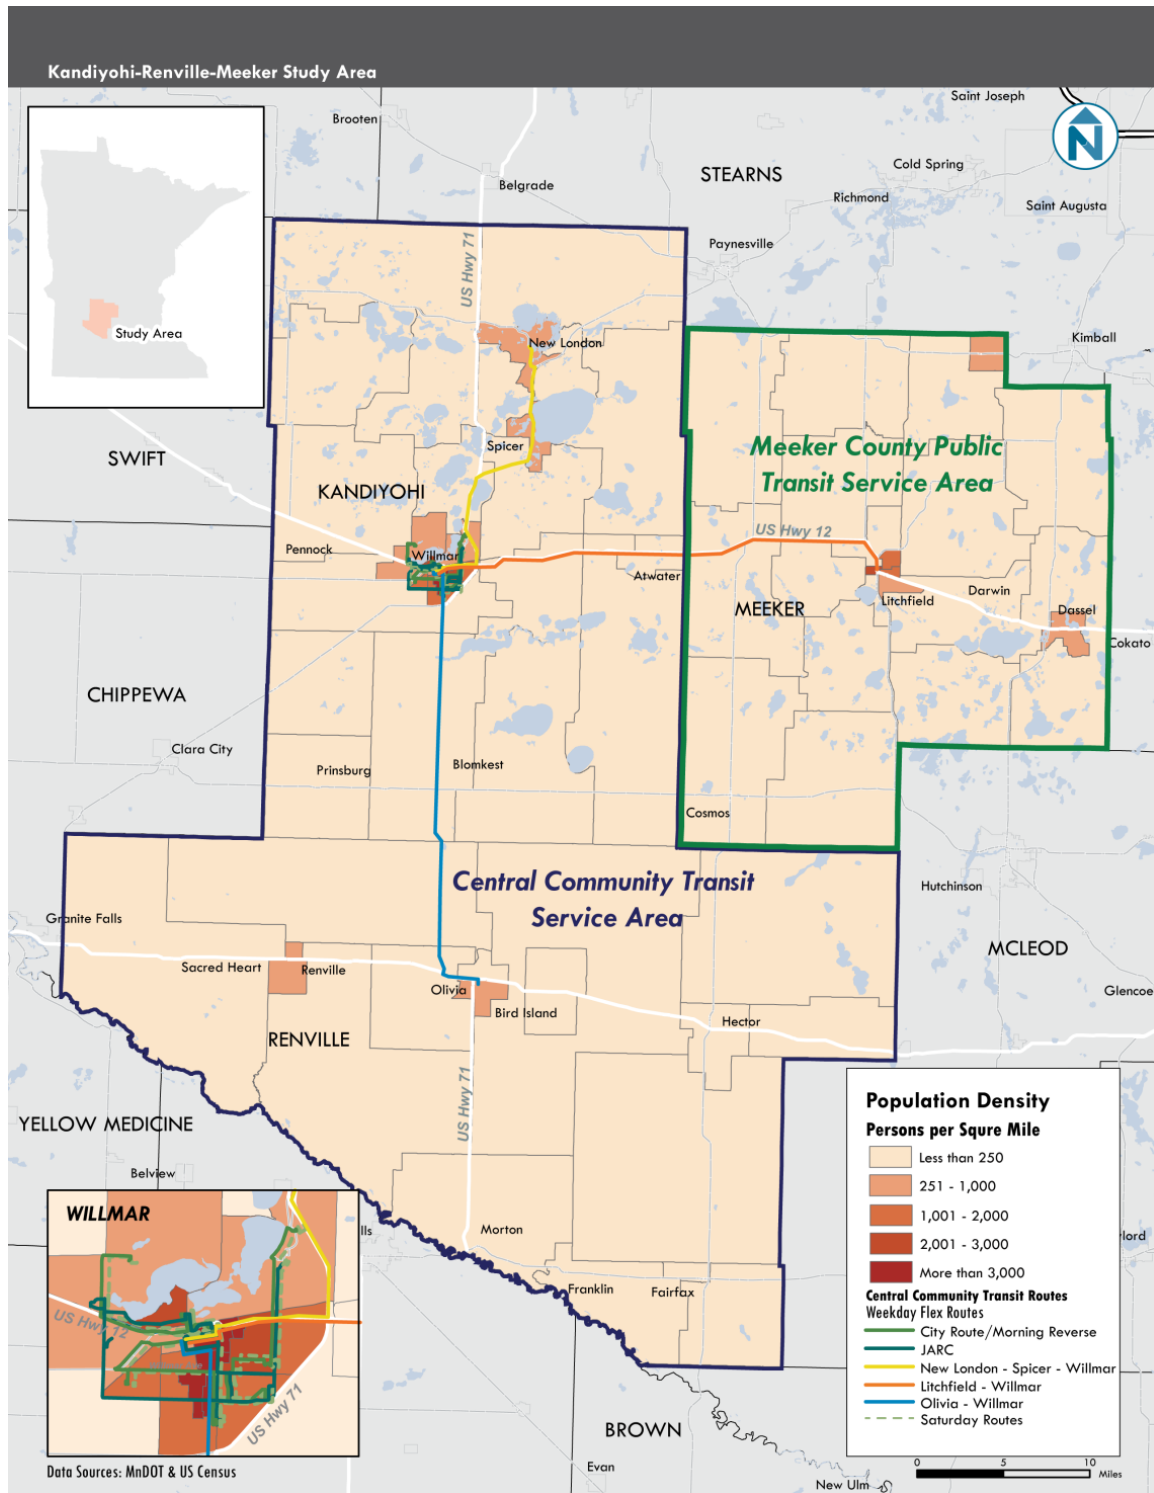 Kandiyohi-Renville-Meeker Study Area
Saint Joseph
Brooten
N
Cold Spring
STEARNS
Belgrade
Richmond
Saint Augusta
US Hwy 71
Paynesville
Study Area
Kimball
New London
Spicer
Meeker County Public
Transit Service Area
SWIFT
KANDIYOHI
US Hwy 12
Pennock
Willmar
Atwater
Darwin
Litchfield
MEEKER
Dassel
Cokato
CHIPPEWA
Clara City
Prinsburg
Blomkest
Cosmos
Central Community Transit
Service Area
Hutchinson
Granite Falls
MCLEOD
Sacred Heart
Renville
Olivia
Glencoe
Bird Island
Hector
RENVILLE
US Hwy 71
YELLOW MEDICINE
Belview
Morton
lls
Franklin
Fairfax
lord
WILLMAR
US Hwy 12
US Hwy 71
Population Density
Persons per Squre Mile
Less than 250
251 - 1,000
1,001 - 2,000
2,001 - 3,000
More than 3,000
Central Community Transit Routes
Weekday Flex Routes
City Route/Morning Reverse
JARC
New London - Spicer - Willmar
Litchfield - Willmar
Olivia - Willmar
Saturday Routes
BROWN
Evan
New Ulm
0 5 10
Miles
Data Sources: MnDOT & US Census